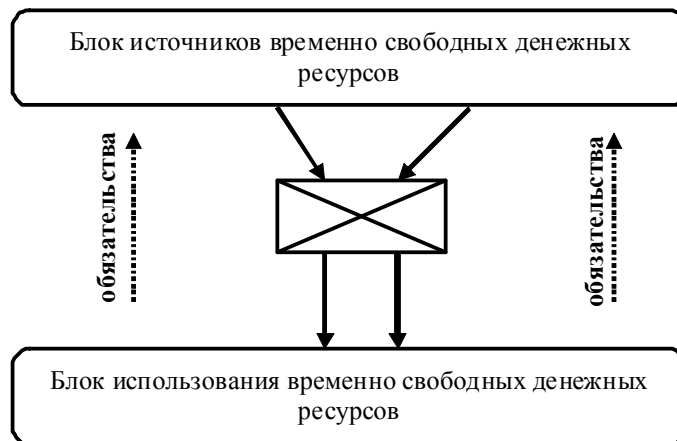 Блок источников временно свободных денежных
ресурсов
обязательства
обязательства
Блок использования временно свободных денежных
ресурсов